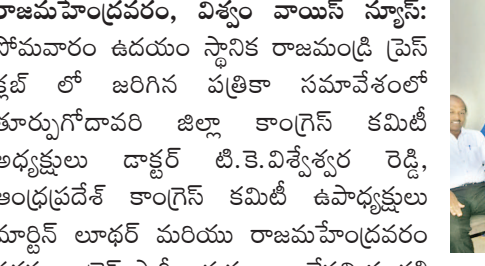 రాజమహేంద్రవరం, విశ్వం వాయిస్ న్యూస్:
సోమవారం ఉదయం స్థానిక రాజమండ్రి ప్రెస్
క్లబ్ లో జరిగిన పత్రికా సమావేశంలో
తూర్పుగోదావరి జిల్లా కాంగ్రెస్ కమిటీ
అధ్యక్షులు డాక్టర్ టి.కె.విశ్వేశ్వర రెడ్డి,
ఆంధ్రప్రదేశ్ కాంగ్రెస్ కమిటీ ఉపాధ్యక్షులు
మార్టిన్ లూథర్ మరియు రాజమహేంద్రవరం